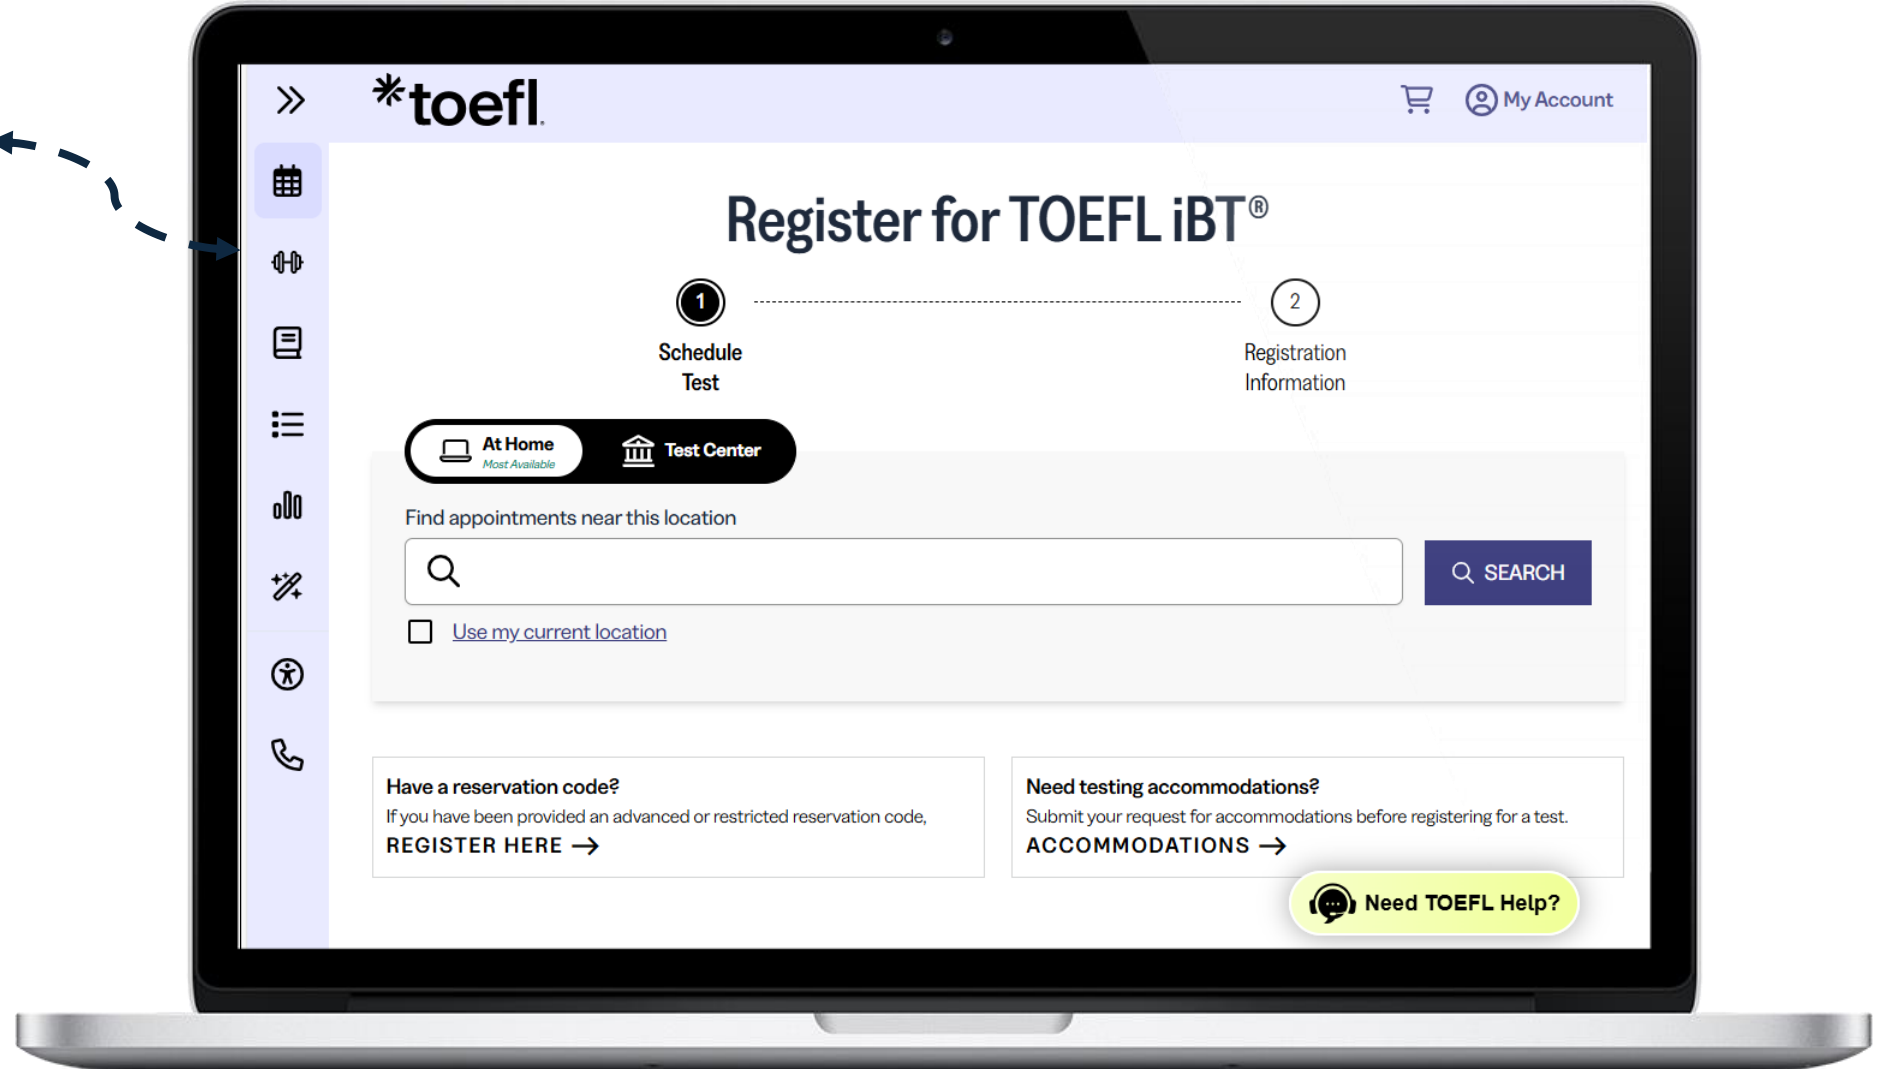 *toefl.
My Account
Register for TOEFL iBT®
1
2
Schedule
Test
Registration
Information
At Home
Most Available
Test Center
Find appointments near this location
SEARCH
Use my current location
Have a reservation code?
If you have been provided an advanced or restricted reservation code,
REGISTER HERE →
Need testing accommodations?
Submit your request for accommodations before registering for a test.
ACCOMMODATIONS →
Need TOEFL Help?